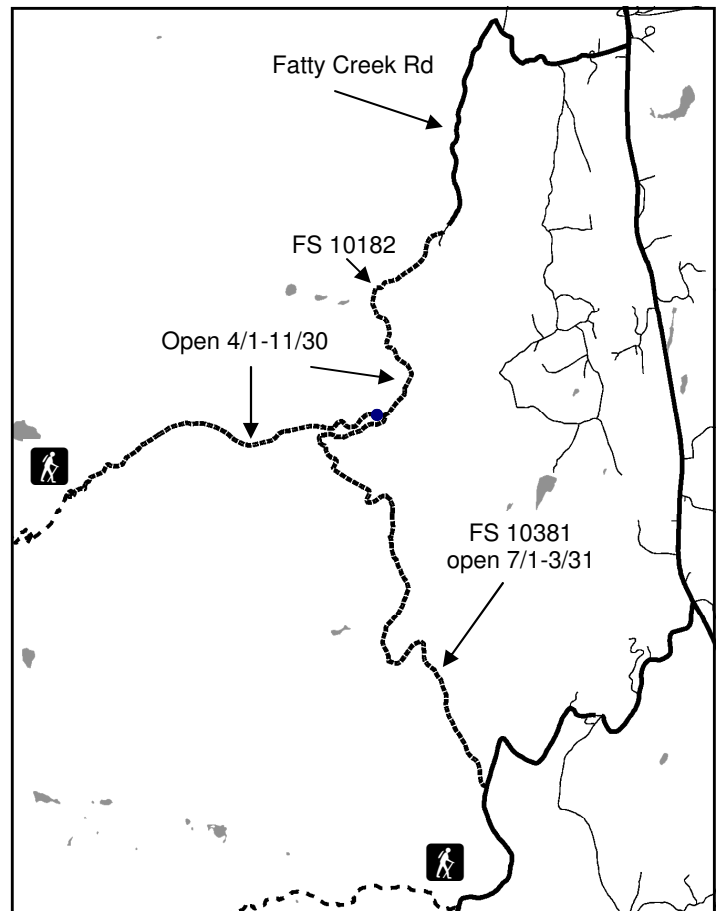 Fatty Creek Rd
FS 10182
Open 4/1-11/30
FS 10381
open 7/1-3/31